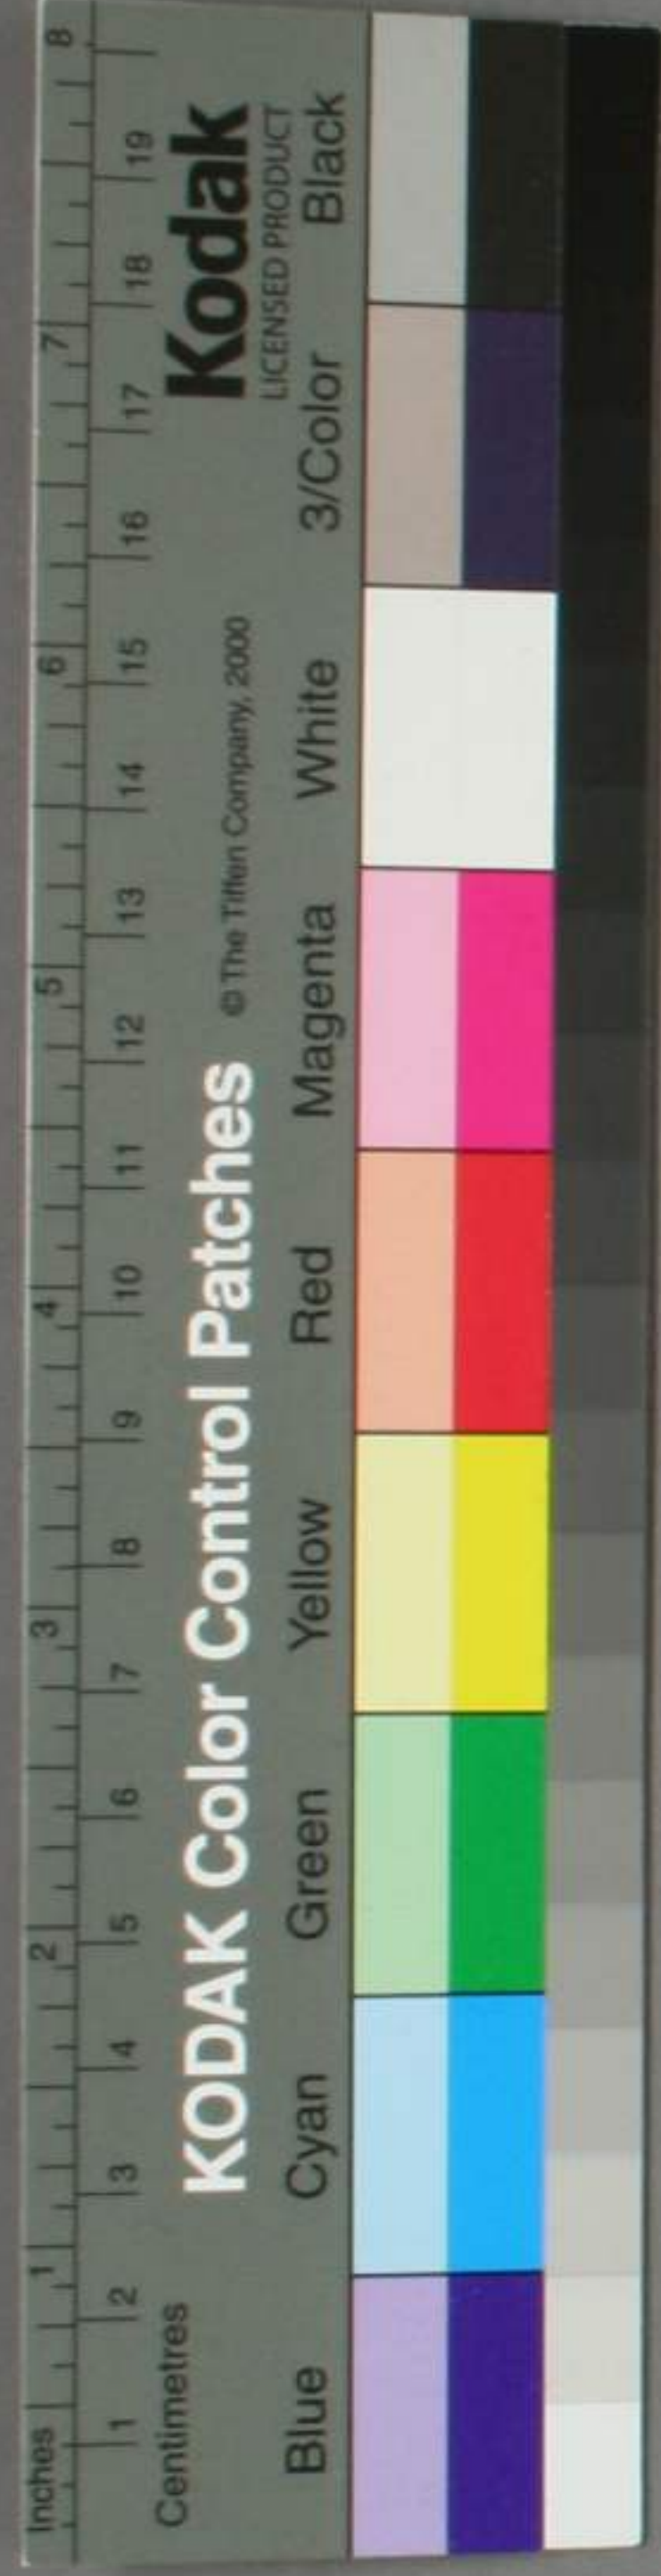 Inches 1 2 3 4 5 6 7 8
1 2 3 4 5 6 7 8 9 10 11 12 13 14 15 16 17 18 19
Centimetres
KODAK Color Control Patches © The Tiffen Company, 2000 Kodak
LICENSED PRODUCT
Blue Cyan Green Yellow Red Magenta White 3/Color Black